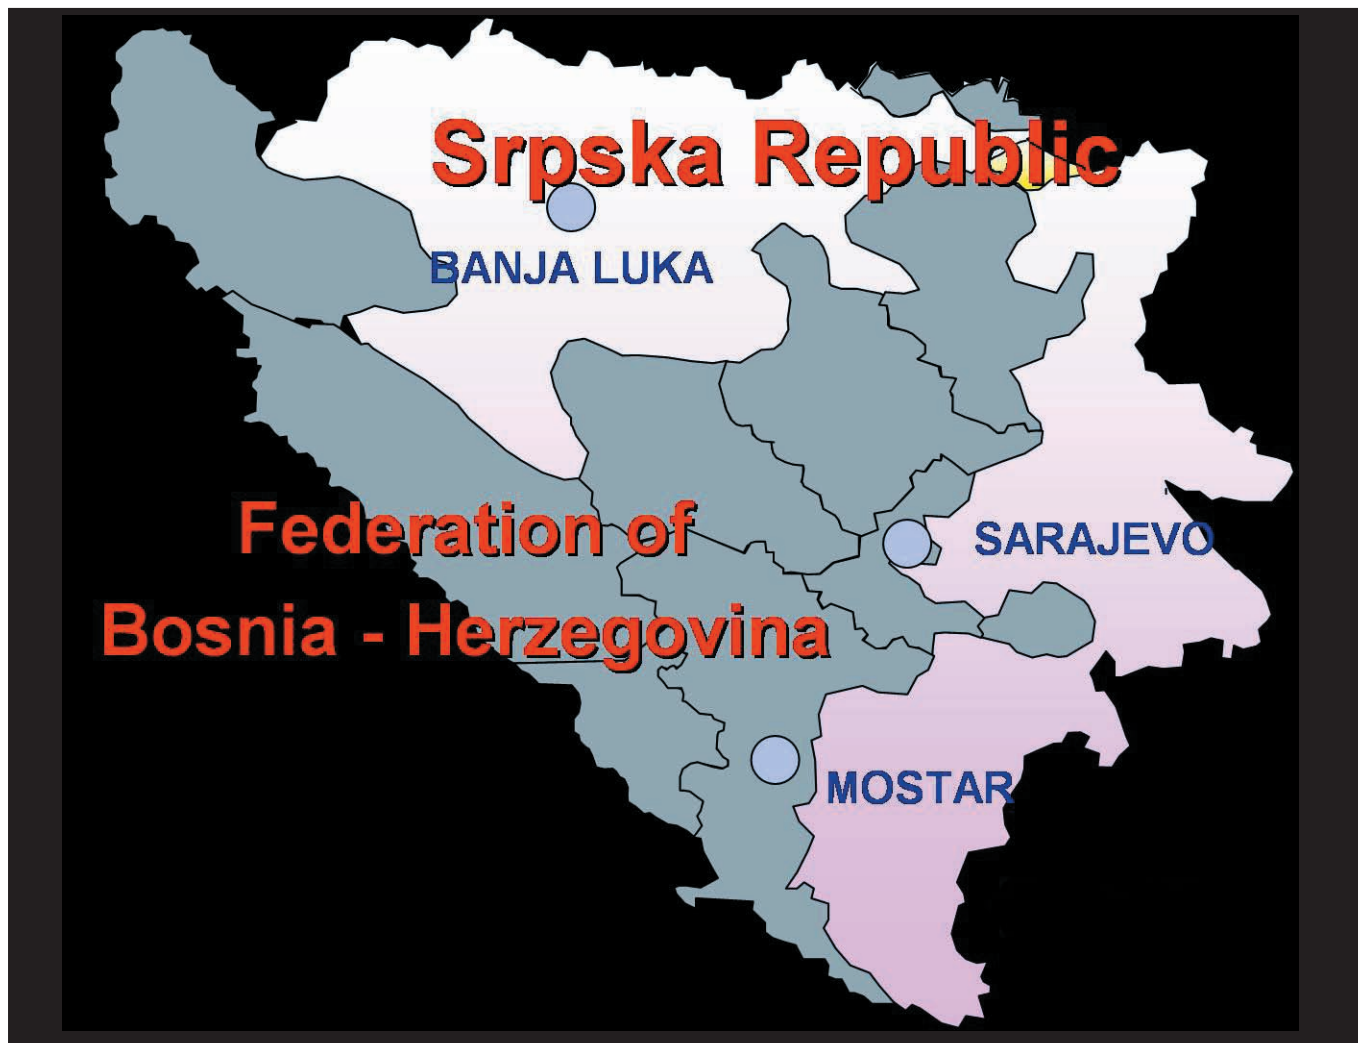 Srpska Republic
BANJA LUKA
Federation of
SARAJEVO
Bosnia - Herzegovina
MOSTAR